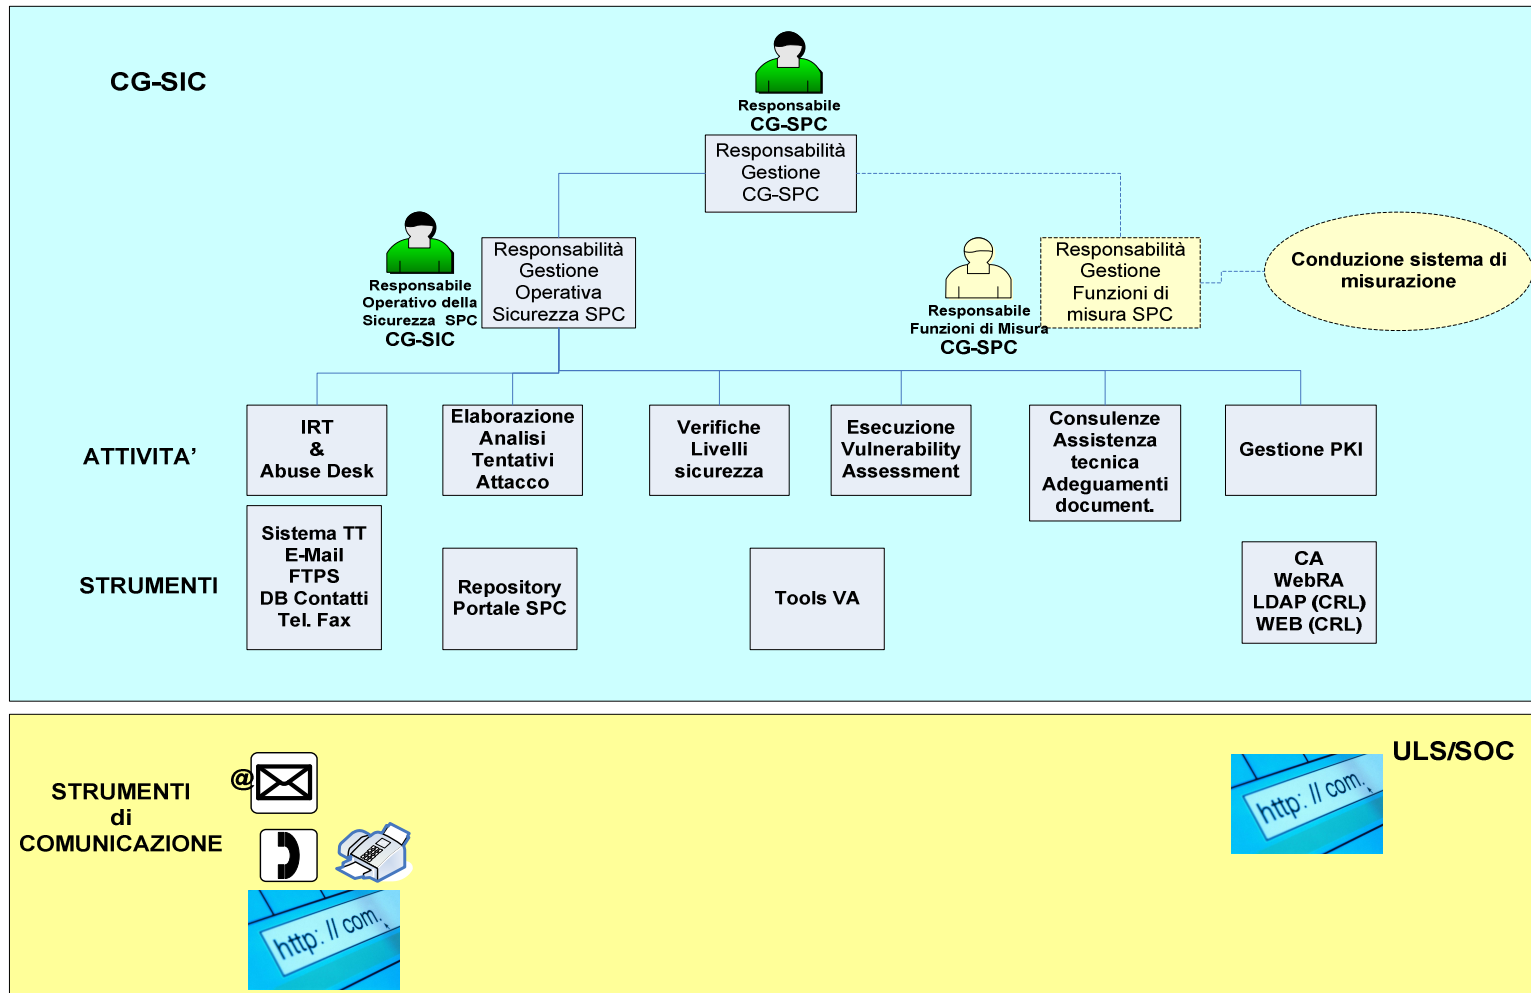 CG-SIC
Responsabile
CG-SPC
Responsabilità
Gestione
CG-SPC
Responsabile
Operativo della
Sicurezza SPC
CG-SIC
Responsabilità
Gestione
Operativa
Sicurezza SPC
Responsabile
Funzioni di Misura
CG-SPC
Responsabilità
Gestione
Funzioni di
misura SPC
Conduzione sistema di
misurazione
ATTIVITA’
IRT
&
Abuse Desk
Elaborazione
Analisi
Tentativi
Attacco
Verifiche
Livelli
sicurezza
Esecuzione
Vulnerability
Assessment
Consulenze
Assistenza
tecnica
Adeguamenti
document.
Gestione PKI
STRUMENTI
Sistema TT
E-Mail
FTPS
DB Contatti
Tel. Fax
Repository
Portale SPC
Tools VA
CA
WebRA
LDAP (CRL)
WEB (CRL)
ULS/SOC
STRUMENTI
di
COMUNICAZIONE
@
http: // com.
http: // com.